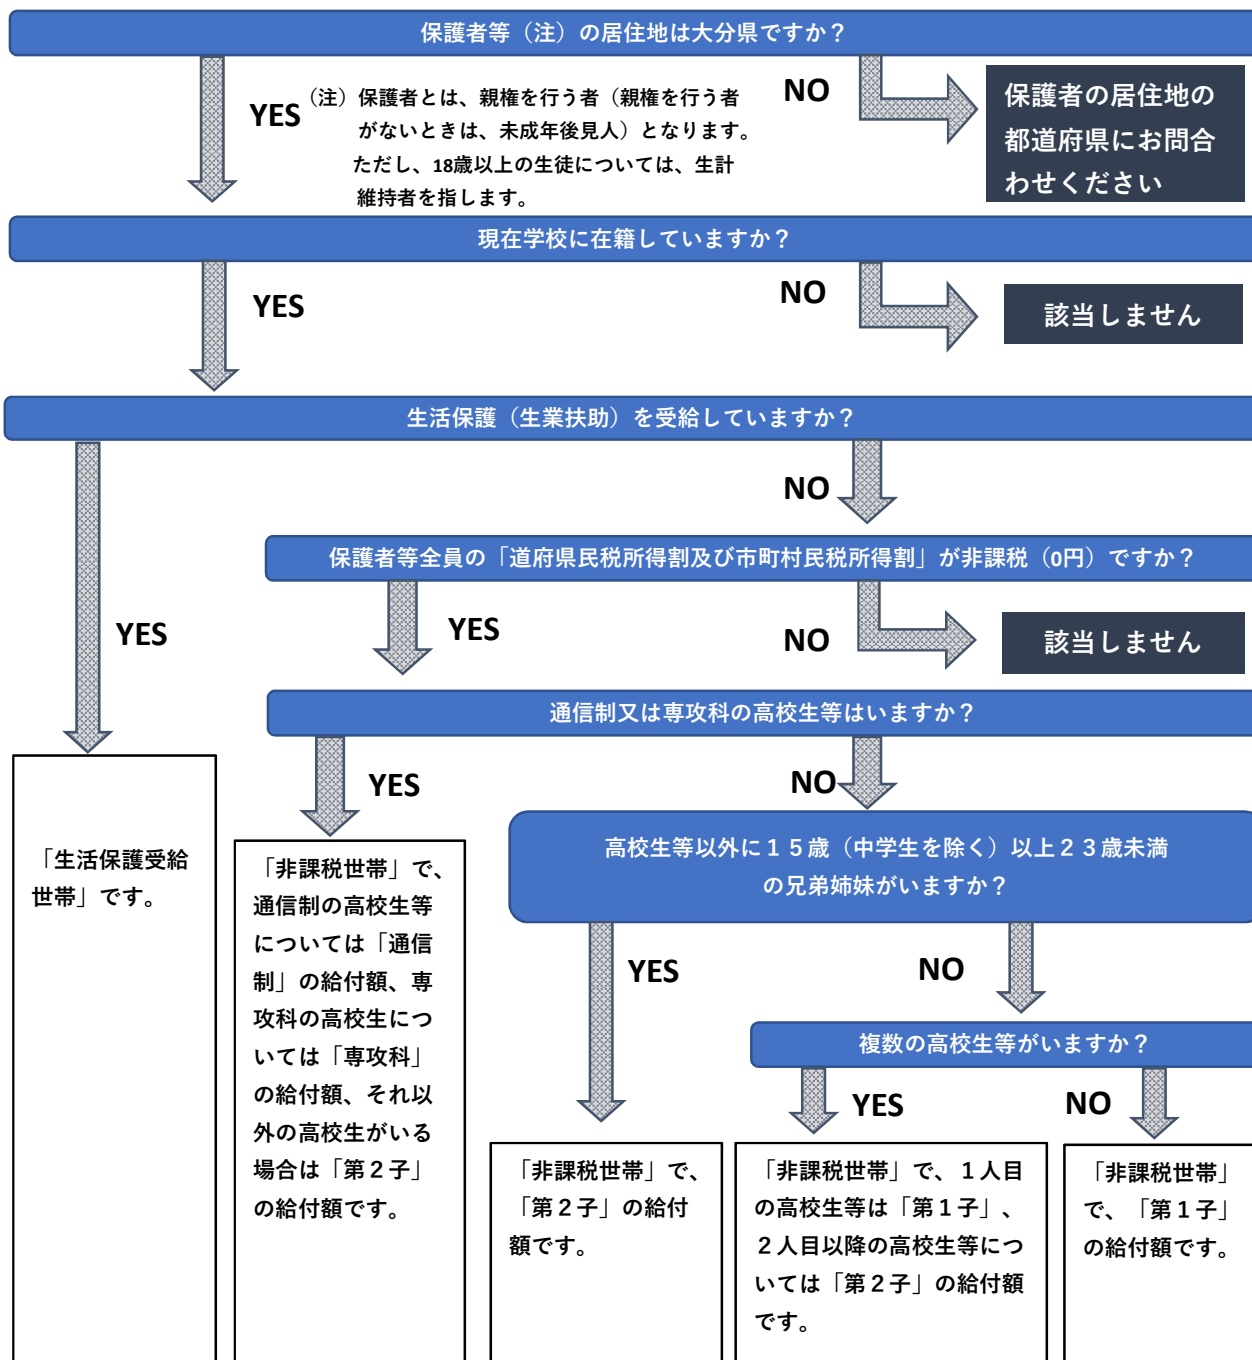 保護者等（注）の居住地は大分県ですか？
YES
（注）保護者とは、親権を行う者（親権を行う者
がないときは、未成年後見人）となります。
ただし、18歳以上の生徒については、生計
維持者を指します。
NO
保護者の居住地の
都道府県にお問合
わせください
現在学校に在籍していますか？
YES
NO
該当しません
生活保護（生業扶助）を受給していますか？
NO
保護者等全員の「道府県民税所得割及び市町村民税所得割」が非課税（0円）ですか？
YES
YES
NO
該当しません
通信制又は専攻科の高校生等はいますか？
YES
NO
高校生等以外に１５歳（中学生を除く）以上２３歳未満
の兄弟姉妹がいますか？
YES
NO
複数の高校生等がいますか？
YES
NO
「生活保護受給
世帯」です。
「非課税世帯」で、
通信制の高校生等
については「通信
制」の給付額、専
攻科の高校生につ
いては「専攻科」
の給付額、それ以
外の高校生がいる
場合は「第２子」
の給付額です。
「非課税世帯」で、
「第２子」の給付
額です。
「非課税世帯」で、１人目
の高校生等は「第１子」、
２人目以降の高校生等につ
いては「第２子」の給付額
です。
「非課税世帯」
で、「第１子」
の給付額です。